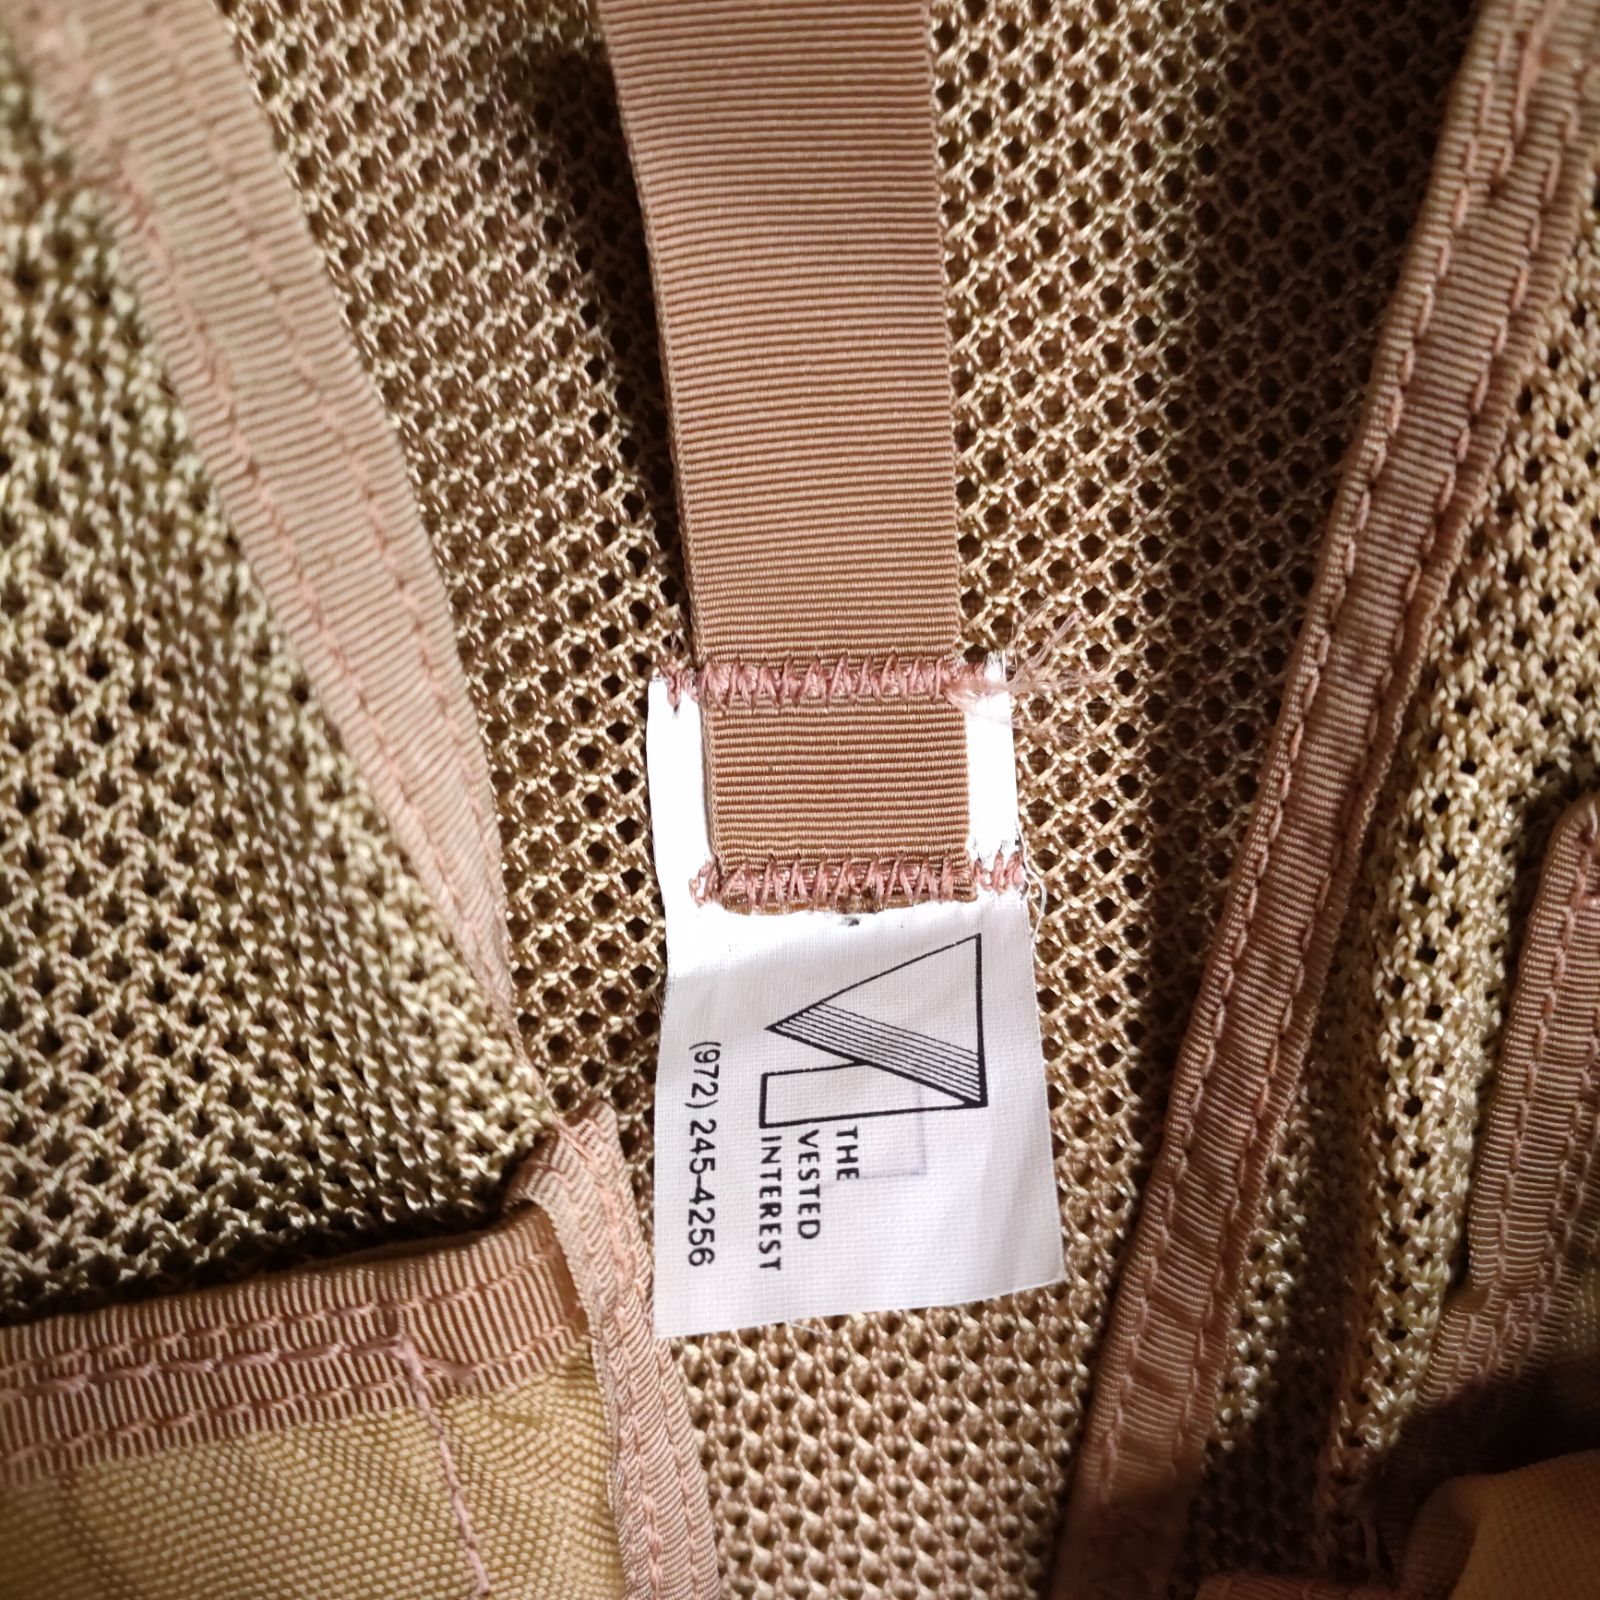 THE
VESTED
INTEREST
(972) 245-4256